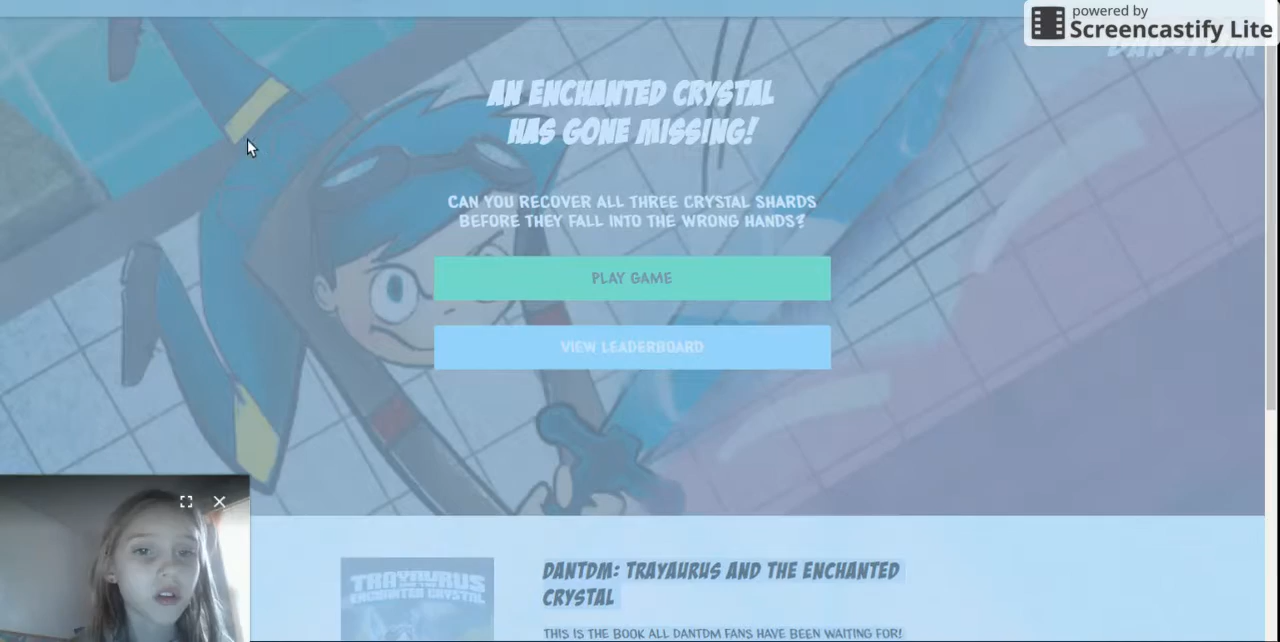 powered by
Screencastify Lite
DANTDM
AN ENCHANTED CRYSTAL
HAS GONE MISSING!
CAN YOU RECOVER ALL THREE CRYSTAL SHARDS
BEFORE THEY FALL INTO THE WRONG HANDS?
PLAY GAME
VIEW LEADERBOARD
TRAYAURUS
ENCHANTED CRYSTAL
DANTDM: TRAYAURUS AND THE ENCHANTED
CRYSTAL
THIS IS THE BOOK ALL DANTDM FANS HAVE BEEN WAITING FOR!